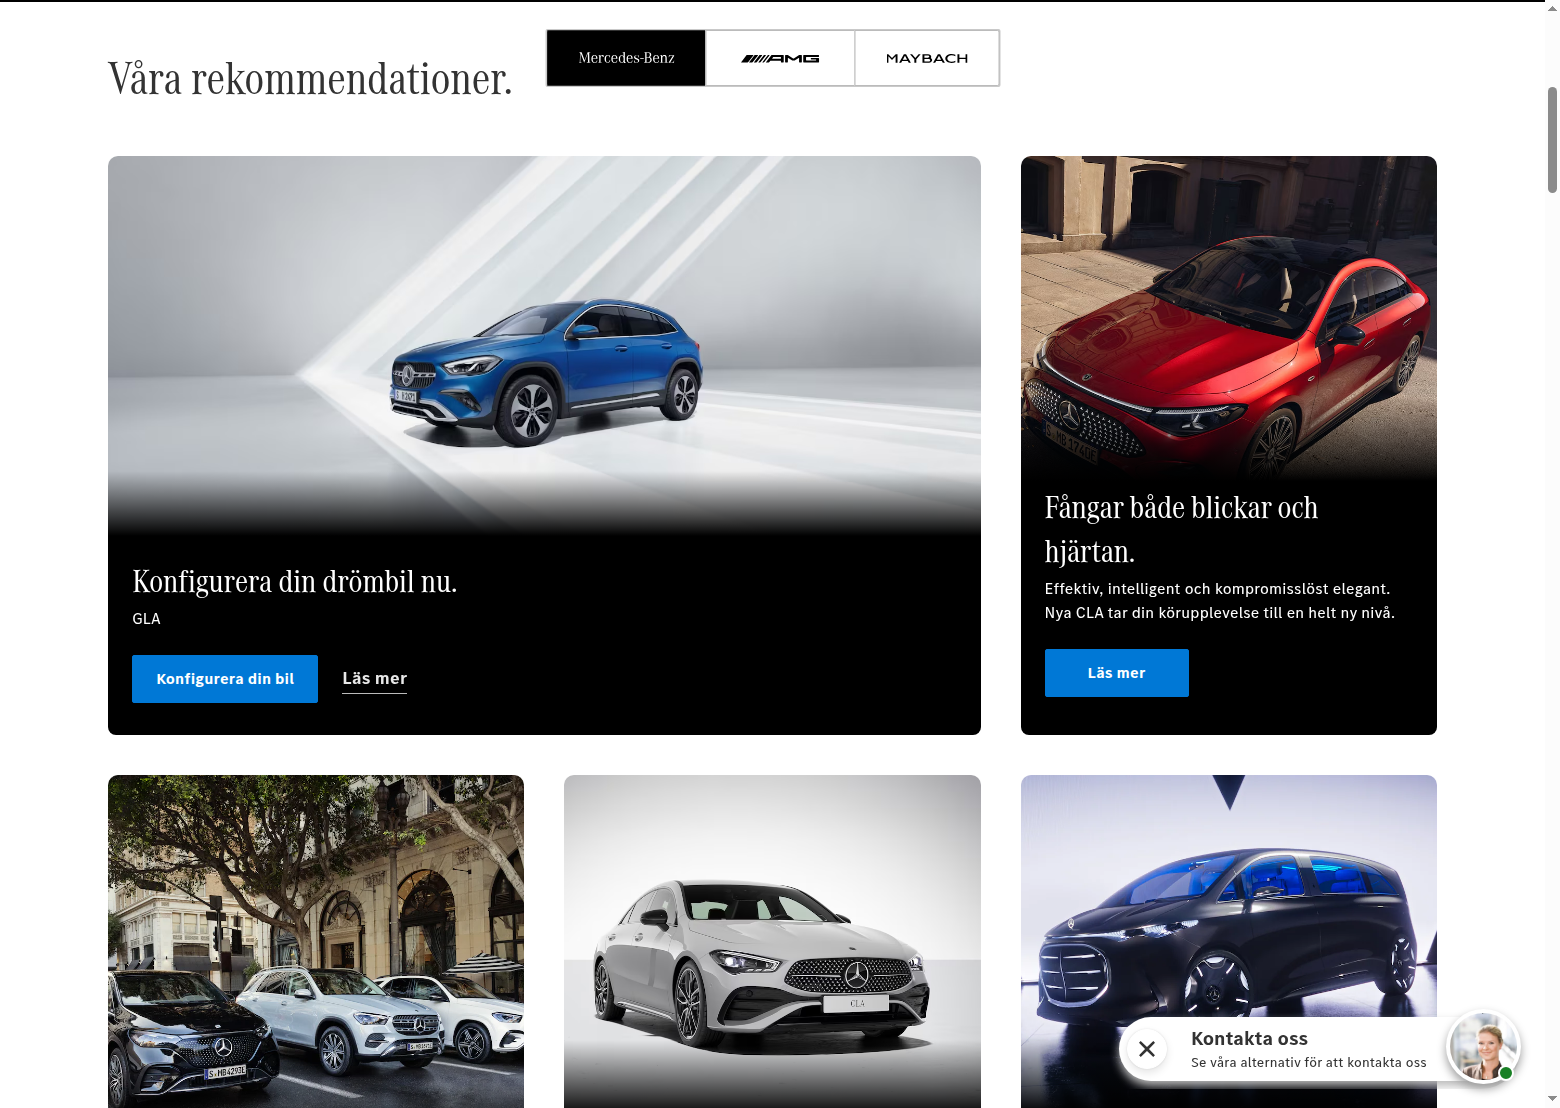 Våra rekommendationer.
Mercedes-Benz
AMG
MAYBACH
Konfigurera din drömbil nu.
GLA
Konfigurera din bil
Läs mer
Fångar både blickar och
hjärtan.
Effektiv, intelligent och kompromisslöst elegant.
Nya CLA tar din körupplevelse till en helt ny nivå.
Läs mer
CLA
Kontakta oss
Se våra alternativ för att kontakta oss